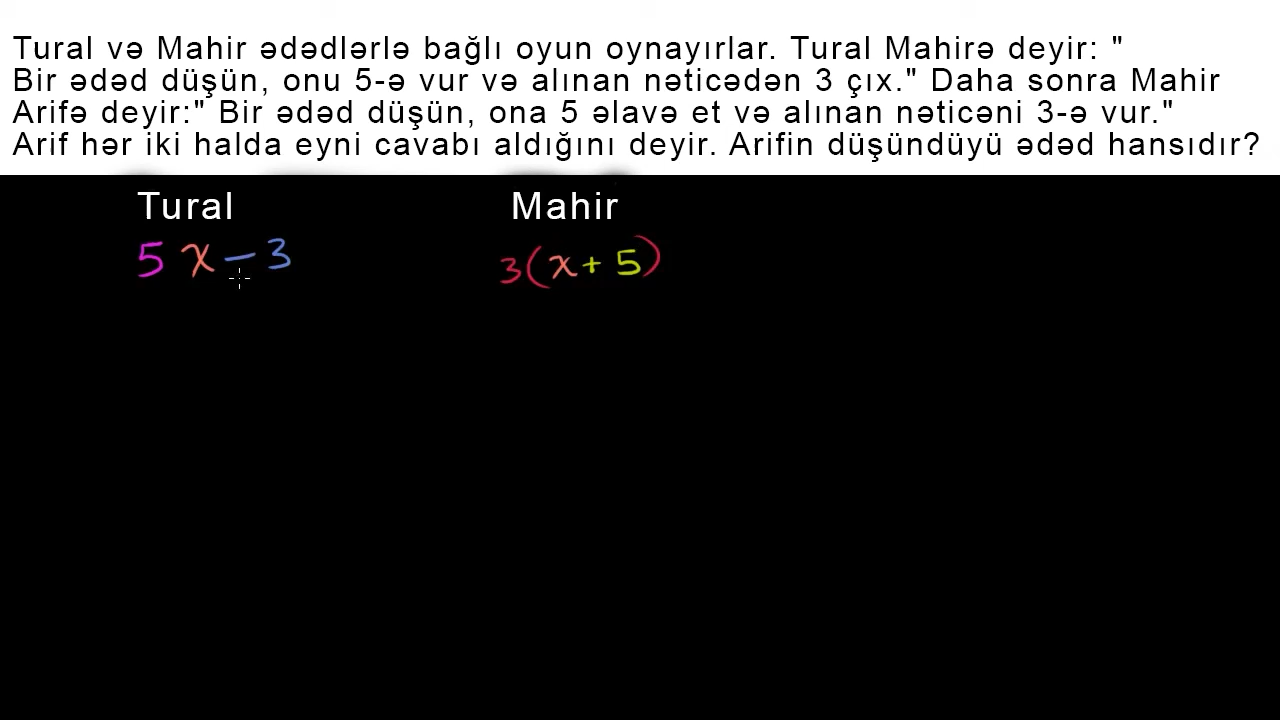 Tural və Mahir ədədlərlə bağlı oyun oynayırlar. Tural Mahirə deyir: "
Bir ədəd düşün, onu 5-ə vur və alınan nəticədən 3 çıx." Daha sonra Mahir
Arifə deyir:" Bir ədəd düşün, ona 5 əlavə et və alınan nəticəni 3-ə vur."
Arif hər iki halda eyni cavabı aldığını deyir. Arifin düşündüyü ədəd hansıdır?
Tural Mahir
5x-3 3(x+5)